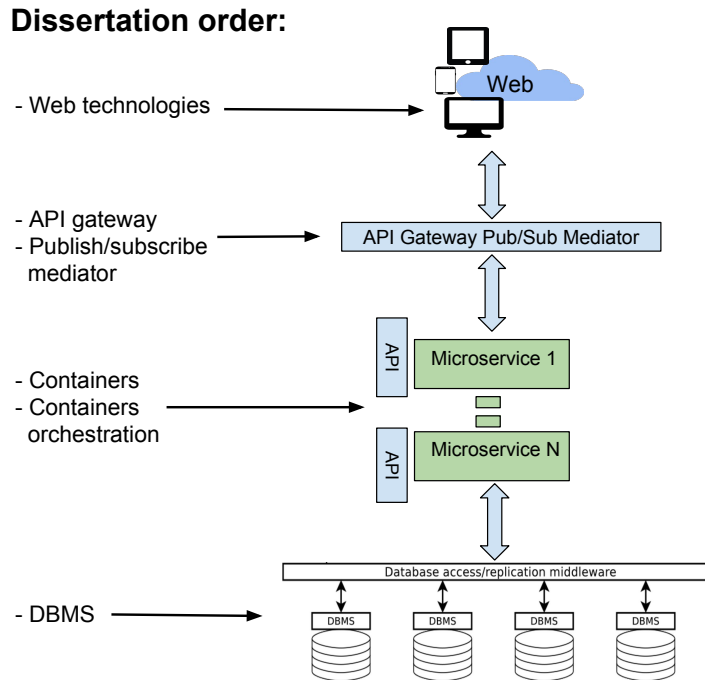 Dissertation order:
Web
- Web technologies
- API gateway
- Publish/subscribe
mediator
API Gateway Pub/Sub Mediator
API
Microservice 1
- Containers
- Containers
orchestration
API
Microservice N
Database access/replication middleware
- DBMS
DBMS
DBMS
DBMS
DBMS